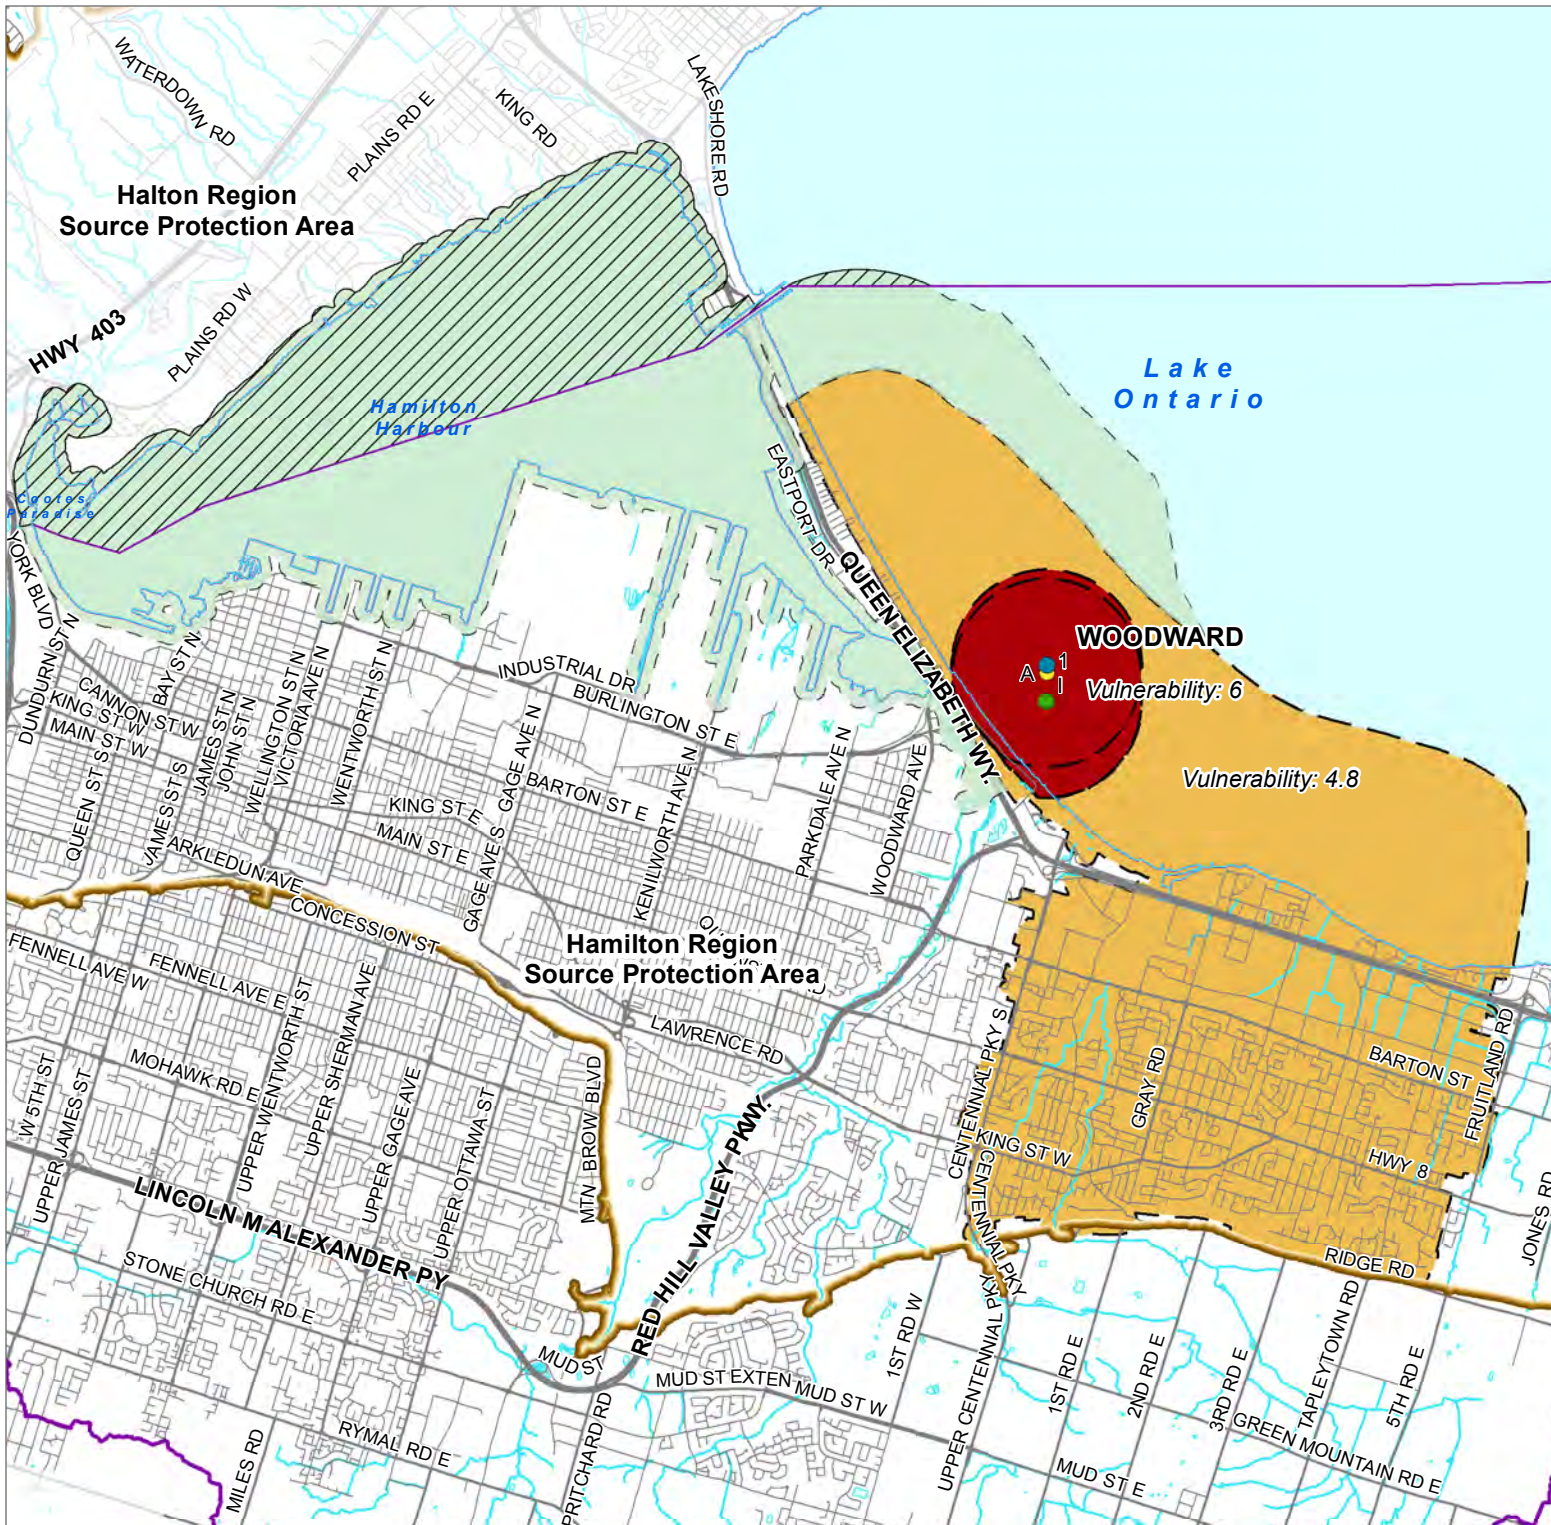 WATERDOWN RD
PLAINS RD E
KING RD
LAKESHORE RD
Halton Region
Source Protection Area
HWY 403
PLAINS RD W
Lake
Ontario
Hamilton
Harbour
Cootes
Paradise
EASTPORT DR
QUEEN ELIZABETH WY.
WOODWARD
1
A
I
Vulnerability: 6
Vulnerability: 4.8
YORK BLVD
DUNDURN ST N
CANNON ST W
KING ST W
MAIN ST W
BAY ST N
QUEEN ST S
JAMES ST S
JAMES ST N
JOHN ST N
WELLINGTON ST N
VICTORIA AVE N
WENTWORTH ST N
INDUSTRIAL DR
BURLINGTON ST E
BARTON ST E
KING ST E
MAIN ST E
GAGE AVE N
GAGE AVE S
KENILWORTH AVE N
PARKDALE AVE N
WOODWARD AVE
ARKLEDUN AVE
CONCESSION ST
FENNELL AVE W
FENNELL AVE E
Hamilton Region
Source Protection Area
LAWRENCE RD
W 5TH ST
UPPER JAMES ST
MOHAWK RD E
UPPER WENTWORTH ST
UPPER SHERMAN AVE
UPPER GAGE AVE
UPPER OTTAWA ST
MTN BROW BLVD
CENTENNIAL PKY S
CENTENNIAL PKY
GRAY RD
BARTON ST
FRUITLAND RD
KING ST W
HWY 8
JONES RD
RIDGE RD
LINCOLN M ALEXANDER PY
RED HILL VALLEY PKWY.
STONE CHURCH RD E
MUD ST
MUD ST EXTEN
MUD ST W
1ST RD W
UPPER CENTENNIAL PKY
1ST RD E
2ND RD E
3RD RD E
TAPLEYTOWN RD
5TH RD E
GREEN MOUNTAIN RD E
MUD ST E
RYMAL RD E
MILES RD
PRITCHARD RD